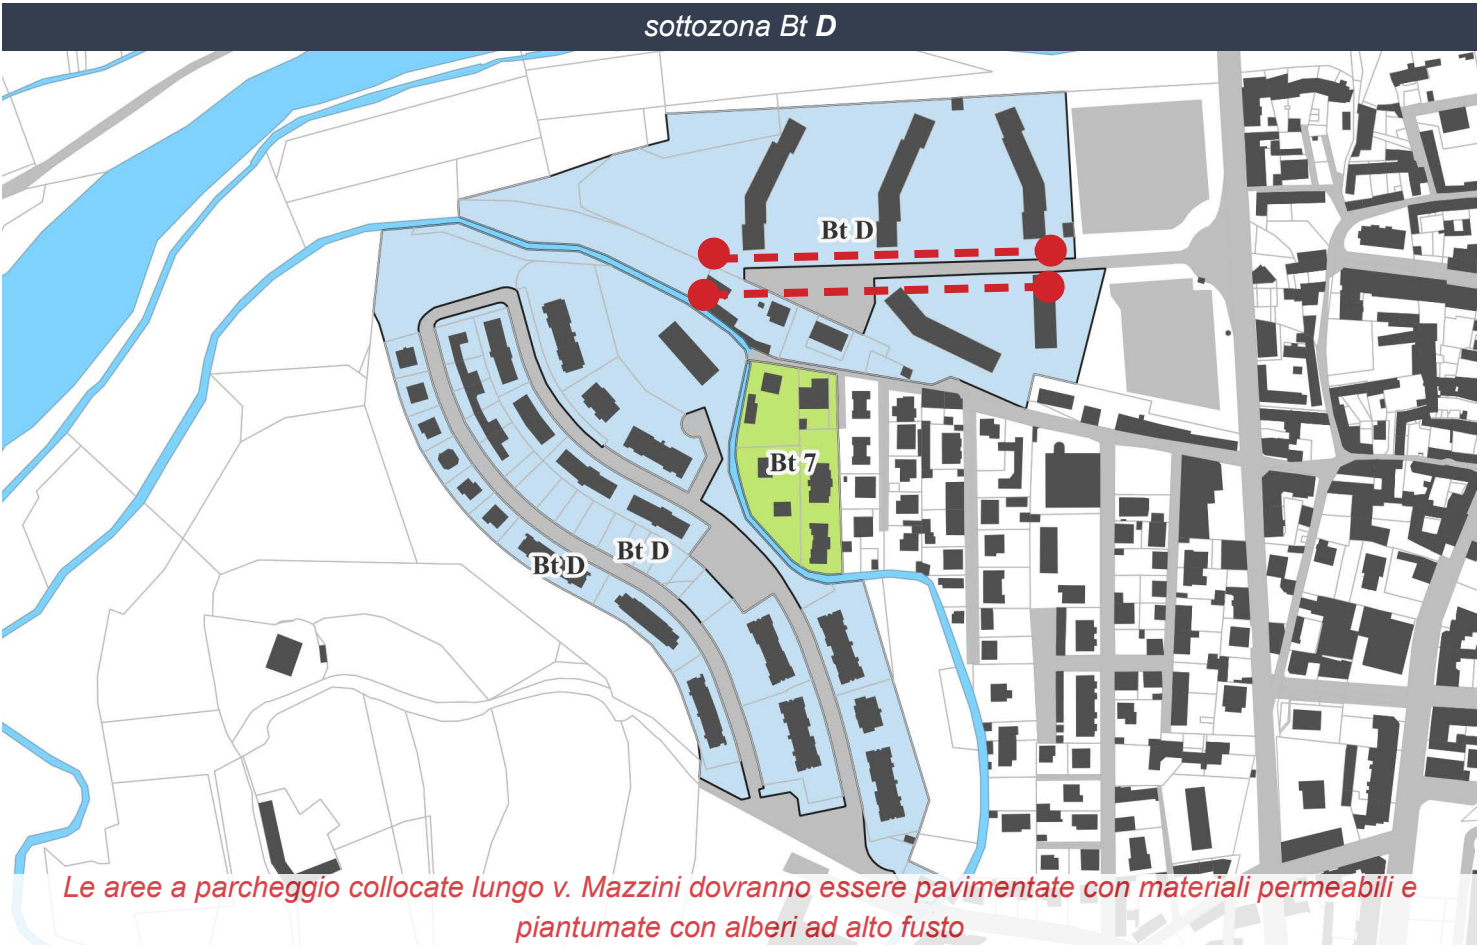 sottozona Bt D
Bt D
Bt 7
Bt D
Bt D
Le aree a parcheggio collocate lungo v. Mazzini dovranno essere pavimentate con materiali permeabili e
piantumate con alberi ad alto fusto